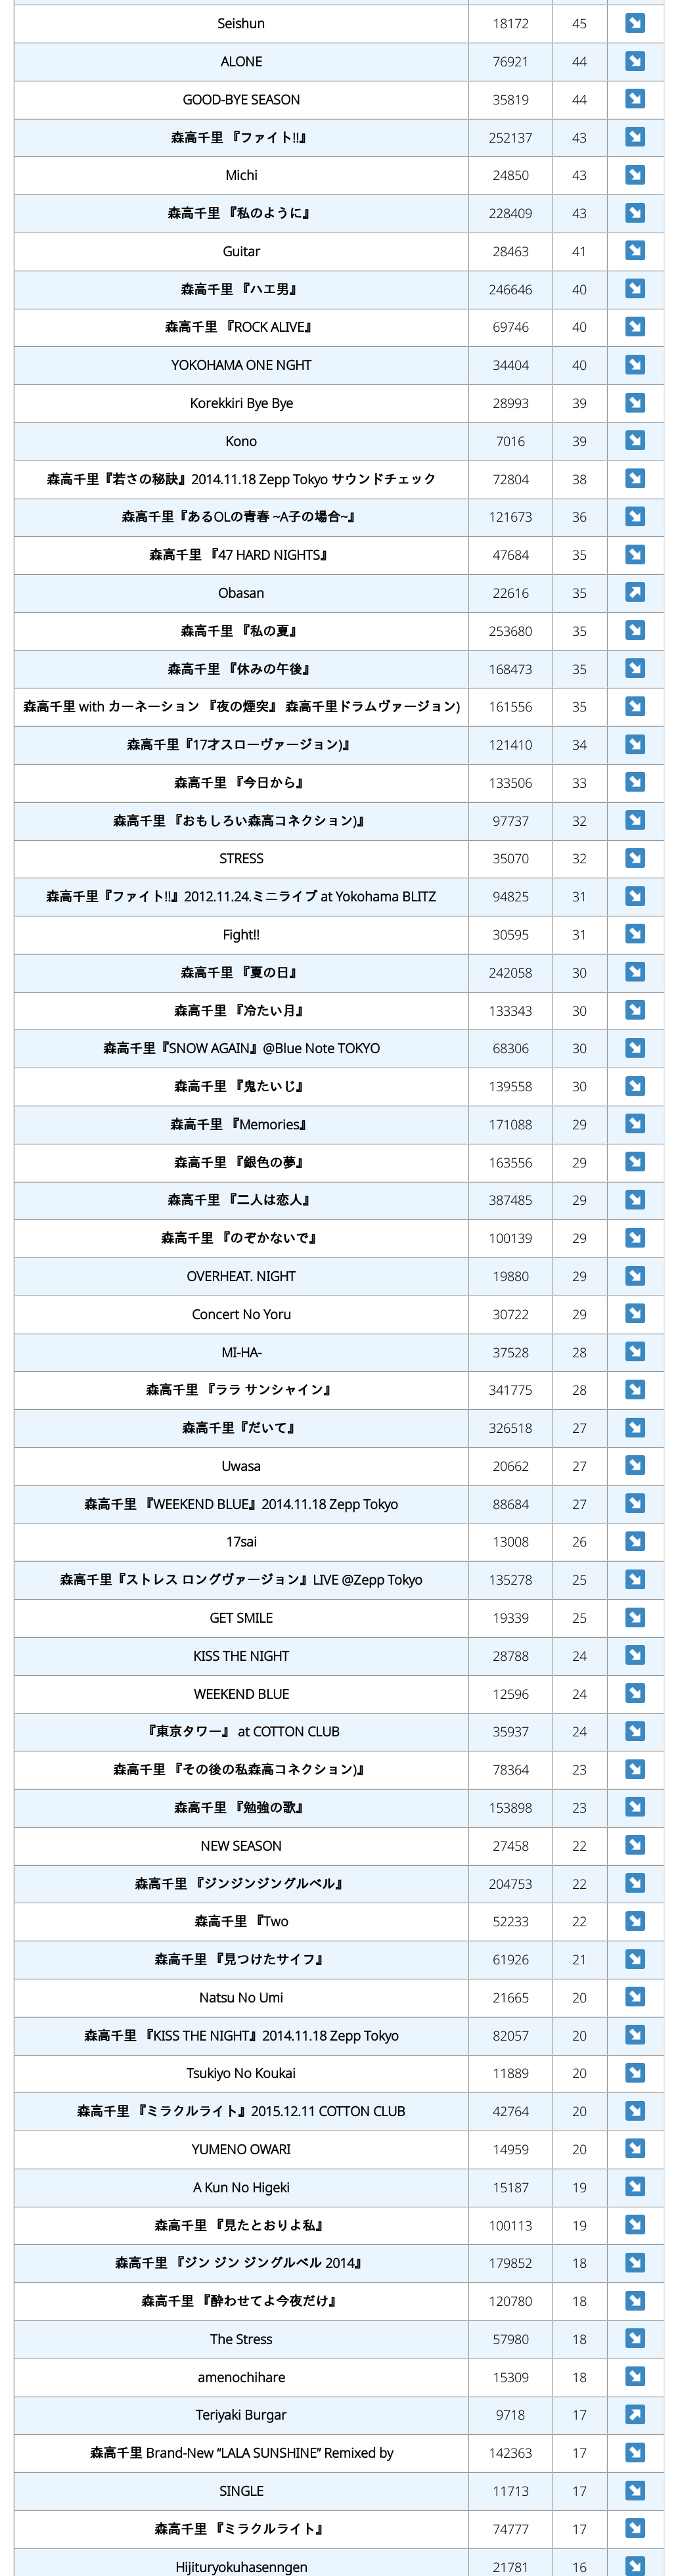 Seishun 18172 45
ALONE 76921 44
GOOD-BYE SEASON 35819 44
森高千里 『ファイト!!』 252137 43
Michi 24850 43
森高千里 『私のように』 228409 43
Guitar 28463 41
森高千里 『ハエ男』 246646 40
森高千里 『ROCK ALIVE』 69746 40
YOKOHAMA ONE NGHT 34404 40
Korekkiri Bye Bye 28993 39
Kono 7016 39
森高千里『若さの秘訣』2014.11.18 Zepp Tokyo サウンドチェック 72804 38
森高千里『あるOLの青春 ~A子の場合~』 121673 36
森高千里 『47 HARD NIGHTS』 47684 35
Obasan 22616 35
森高千里 『私の夏』 253680 35
森高千里 『休みの午後』 168473 35
森高千里 with カーネーション 『夜の煙突』 森高千里ドラムヴァージョン) 161556 35
森高千里『17才スローヴァージョン)』 121410 34
森高千里 『今日から』 133506 33
森高千里 『おもしろい森高コネクション)』 97737 32
STRESS 35070 32
森高千里『ファイト!!』2012.11.24.ミニライブ at Yokohama BLITZ 94825 31
Fight!! 30595 31
森高千里 『夏の日』 242058 30
森高千里 『冷たい月』 133343 30
森高千里『SNOW AGAIN』@Blue Note TOKYO 68306 30
森高千里 『鬼たいじ』 139558 30
森高千里 『Memories』 171088 29
森高千里 『銀色の夢』 163556 29
森高千里 『二人は恋人』 387485 29
森高千里 『のぞかないで』 100139 29
OVERHEAT. NIGHT 19880 29
Concert No Yoru 30722 29
MI-HA- 37528 28
森高千里 『ララ サンシャイン』 341775 28
森高千里『だいて』 326518 27
Uwasa 20662 27
森高千里 『WEEKEND BLUE』2014.11.18 Zepp Tokyo 88684 27
17sai 13008 26
森高千里『ストレス ロングヴァージョン』LIVE @Zepp Tokyo 135278 25
GET SMILE 19339 25
KISS THE NIGHT 28788 24
WEEKEND BLUE 12596 24
『東京タワー』 at COTTON CLUB 35937 24
森高千里 『その後の私森高コネクション)』 78364 23
森高千里 『勉強の歌』 153898 23
NEW SEASON 27458 22
森高千里 『ジンジンジングルベル』 204753 22
森高千里 『Two 52233 22
森高千里 『見つけたサイフ』 61926 21
Natsu No Umi 21665 20
森高千里 『KISS THE NIGHT』2014.11.18 Zepp Tokyo 82057 20
Tsukiyo No Koukai 11889 20
森高千里 『ミラクルライト』2015.12.11 COTTON CLUB 42764 20
YUMENO OWARI 14959 20
A Kun No Higeki 15187 19
森高千里 『見たとおりよ私』 100113 19
森高千里 『ジン ジン ジングルベル 2014』 179852 18
森高千里 『酔わせてよ今夜だけ』 120780 18
The Stress 57980 18
amenochihare 15309 18
Teriyaki Burgar 9718 17
森高千里 Brand-New “LALA SUNSHINE” Remixed by 142363 17
SINGLE 11713 17
森高千里 『ミラクルライト』 74777 17
Hijituryokuhasenngen 21781 16